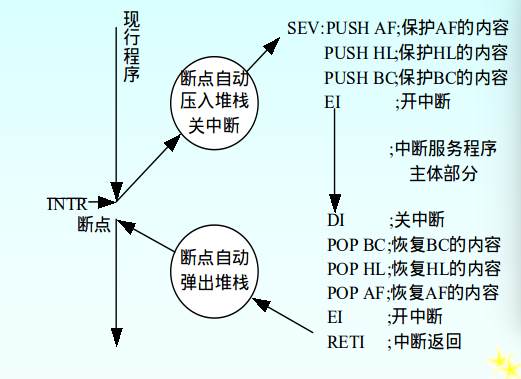 现行程序
INTR
断点
断点自动
压入堆栈
关中断
断点自动
弹出堆栈
SEV:PUSH AF;保护AF的内容
PUSH HL;保护HL的内容
PUSH BC;保护BC的内容
EI ;开中断
;中断服务程序
主体部分
DI ;关中断
POP BC;恢复BC的内容
POP HL;恢复HL的内容
POP AF;恢复AF的内容
EI ;开中断
RETI ;中断返回